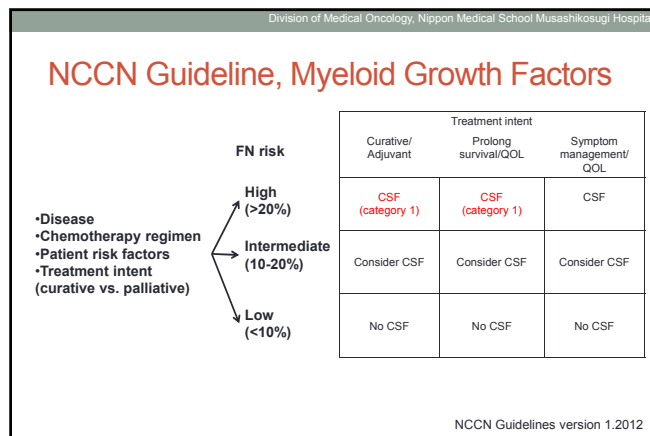 Division of Medical Oncology, Nippon Medical School Musashikosugi Hospita
NCCN Guideline, Myeloid Growth Factors
•Disease
•Chemotherapy regimen
•Patient risk factors
•Treatment intent
(curative vs. palliative)
FN risk
High
(>20%)
Intermediate
(10-20%)
Low
(<10%)
Treatment intent
Curative/
Adjuvant
Prolong
survival/QOL
Symptom
management/
QOL
CSF
(category 1)
CSF
(category 1)
CSF
Consider CSF
Consider CSF
Consider CSF
No CSF
No CSF
No CSF
NCCN Guidelines version 1.2012